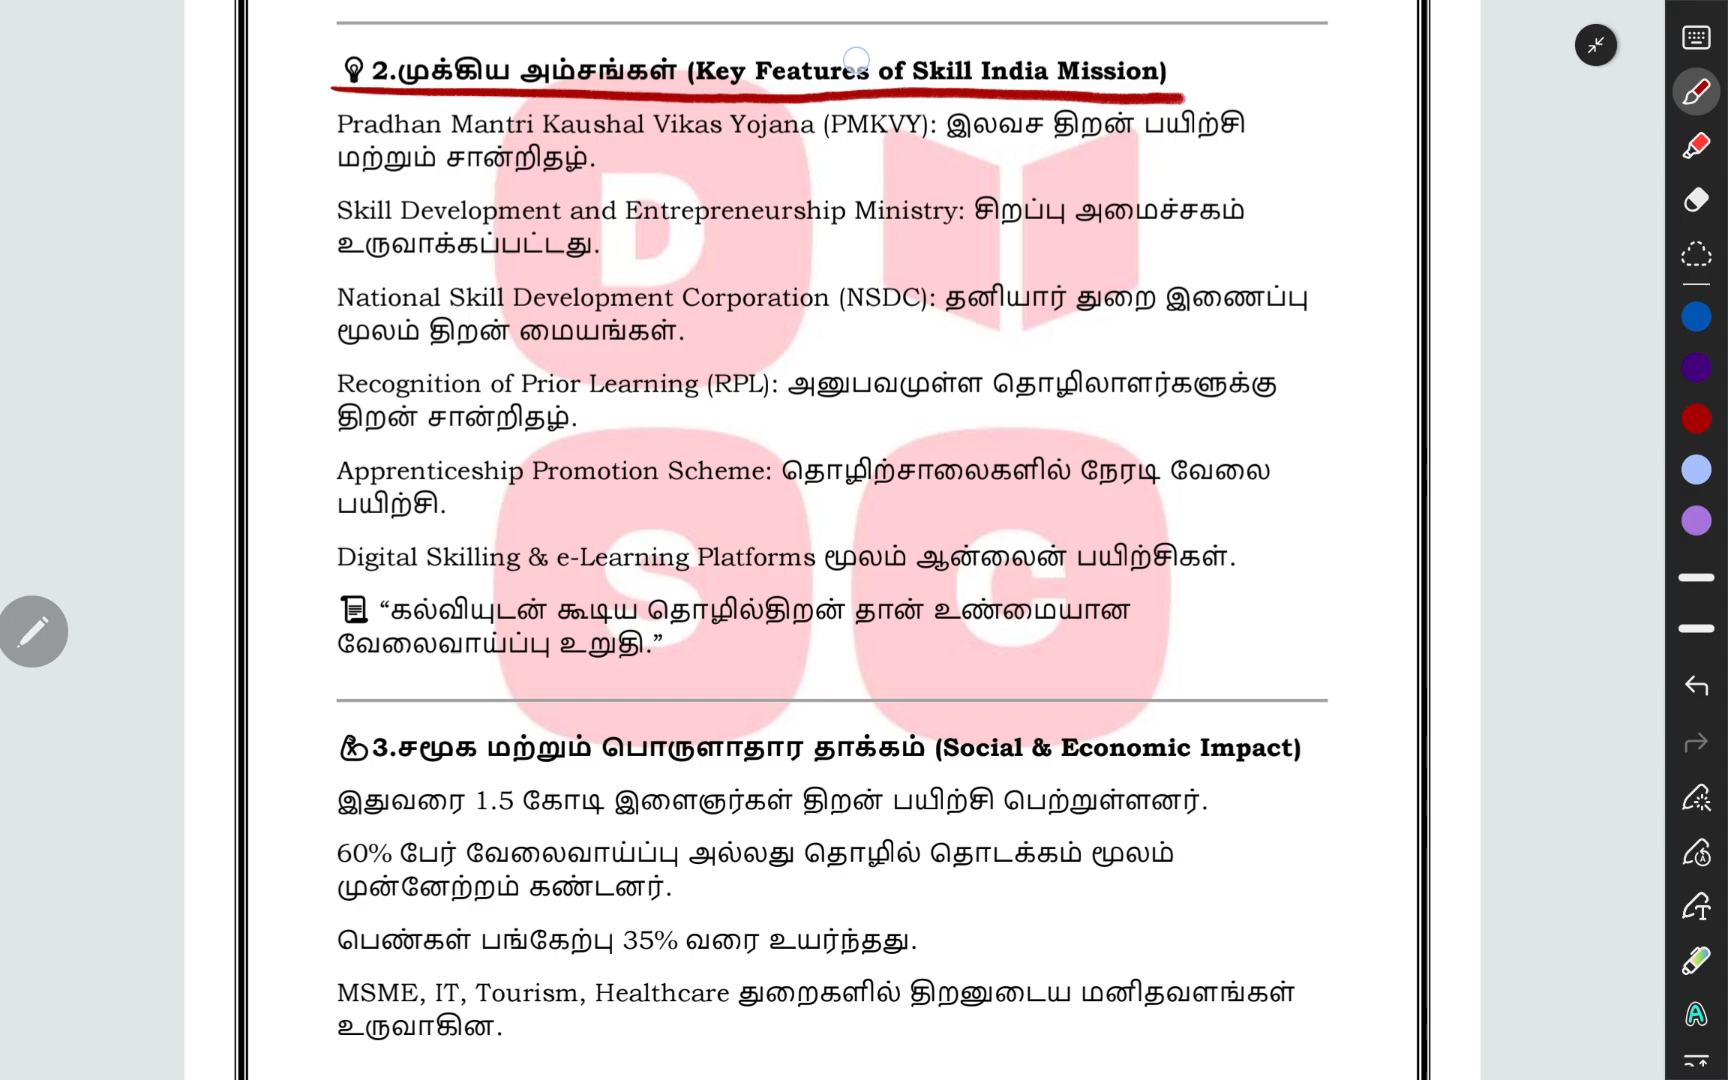 2.முக்கிய அம்சங்கள் (Key Features of Skill India Mission)
Pradhan Mantri Kaushal Vikas Yojana (PMKVY): இலவச திறன் பயிற்சி
மற்றும் சான்றிதழ்.
Skill Development and Entrepreneurship Ministry: சிறப்பு அமைச்சகம்
உருவாக்கப்பட்டது.
National Skill Development Corporation (NSDC): தனியார் துறை இணைப்பு
மூலம் திறன் மையங்கள்.
Recognition of Prior Learning (RPL): அனுபவமுள்ள தொழிலாளர்களுக்கு
திறன் சான்றிதழ்.
Apprenticeship Promotion Scheme: தொழிற்சாலைகளில் நேரடி வேலை
பயிற்சி.
Digital Skilling & e-Learning Platforms மூலம் ஆன்லைன் பயிற்சிகள்.
“கல்வியுடன் கூடிய தொழில்திறன் தான் உண்மையான
வேலைவாய்ப்பு உறுதி.”
3.சமூக மற்றும் பொருளாதார தாக்கம் (Social & Economic Impact)
இதுவரை 1.5 கோடி இளைஞர்கள் திறன் பயிற்சி பெற்றுள்ளனர்.
60% பேர் வேலைவாய்ப்பு அல்லது தொழில் தொடக்கம் மூலம்
முன்னேற்றம் கண்டனர்.
பெண்கள் பங்கேற்பு 35% வரை உயர்ந்தது.
MSME, IT, Tourism, Healthcare துறைகளில் திறனுடைய மனிதவளங்கள்
உருவாகின.
D
S C